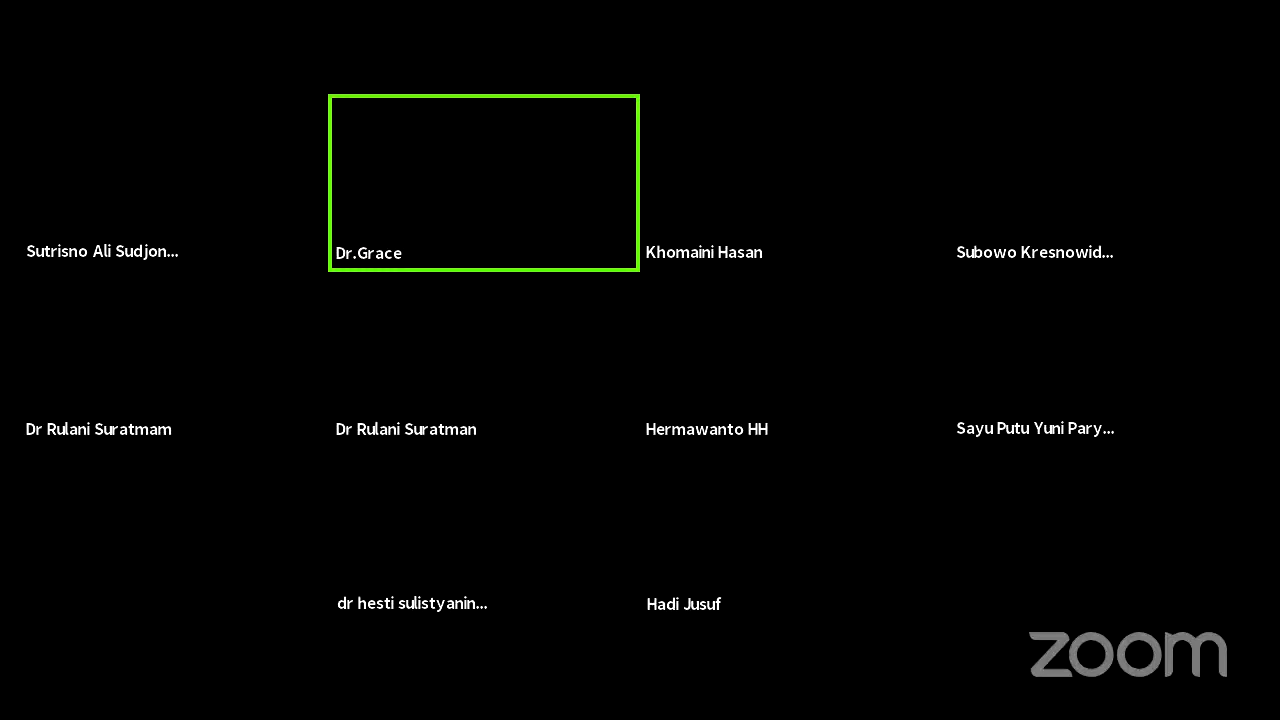 Sutrisno Ali Sudjon...
Dr.Grace
Khomaini Hasan
Subowo Kresnowid...
Dr Rulani Suratmam
Dr Rulani Suratman
Hermawanto HH
Sayu Putu Yuni Pary...
dr hesti sulistyanin...
Hadi Jusuf
zoom